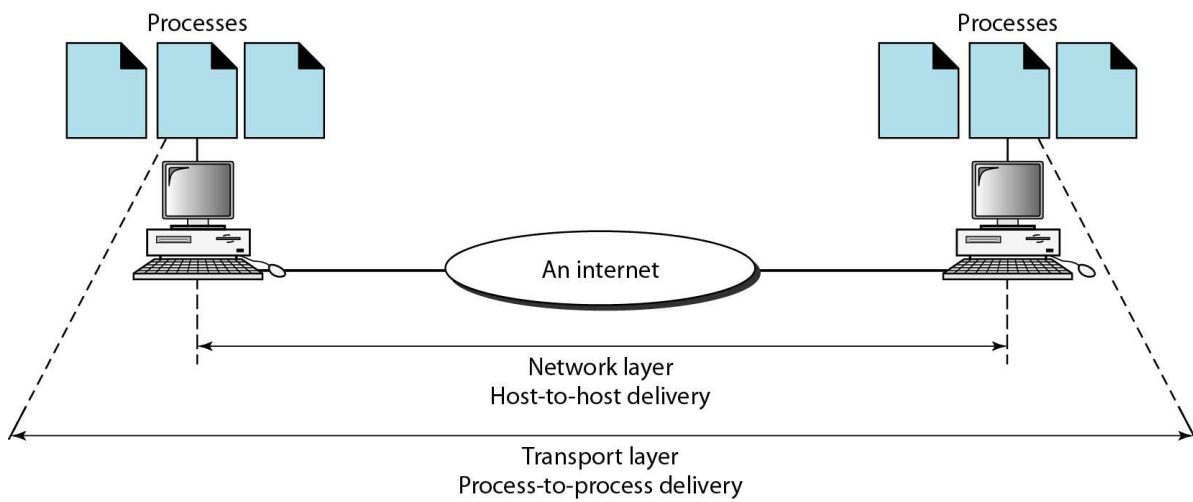 Processes
Processes
An internet
Network layer
Host-to-host delivery
Transport layer
Process-to-process delivery